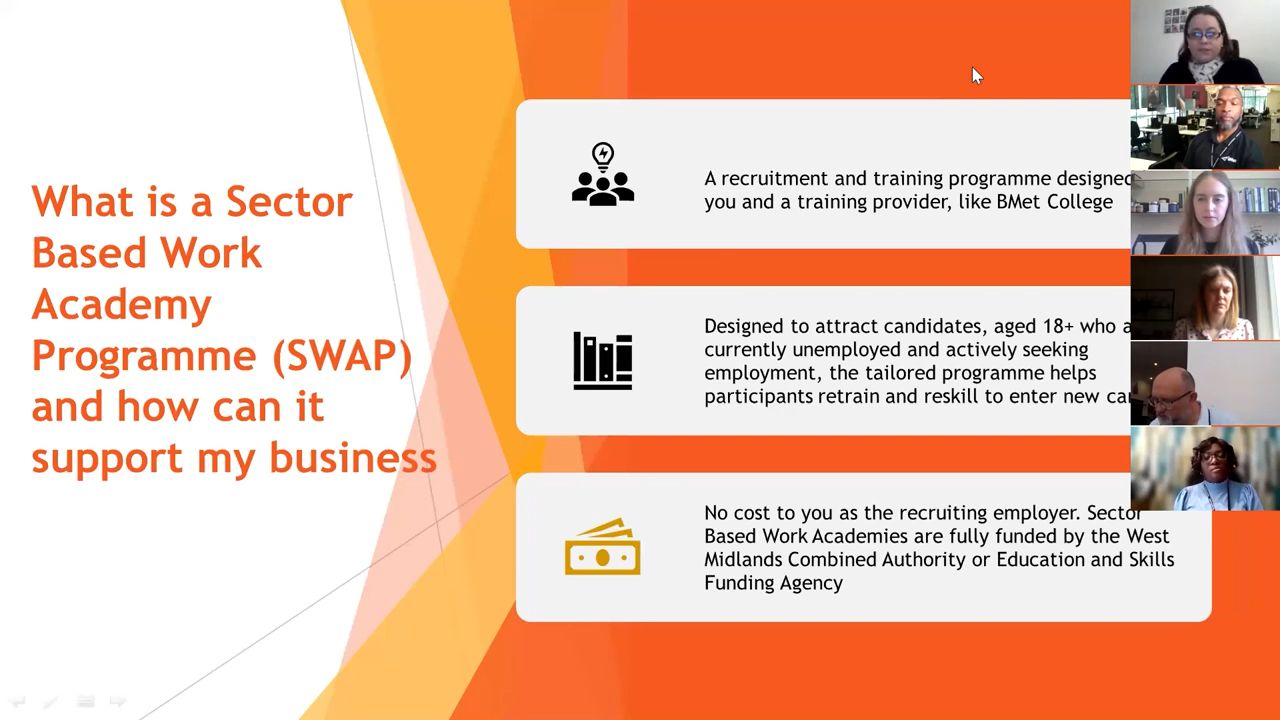 What is a Sector
Based Work
Academy
Programme (SWAP)
and how can it
support my business
A recruitment and training programme designed
you and a training provider, like BMet College
Designed to attract candidates, aged 18+ who
currently unemployed and actively seeking
employment, the tailored programme helps
participants retrain and reskill to enter new
No cost to you as the recruiting employer. Sector
Based Work Academies are fully funded by the West
Midlands Combined Authority or Education and Skills
Funding Agency